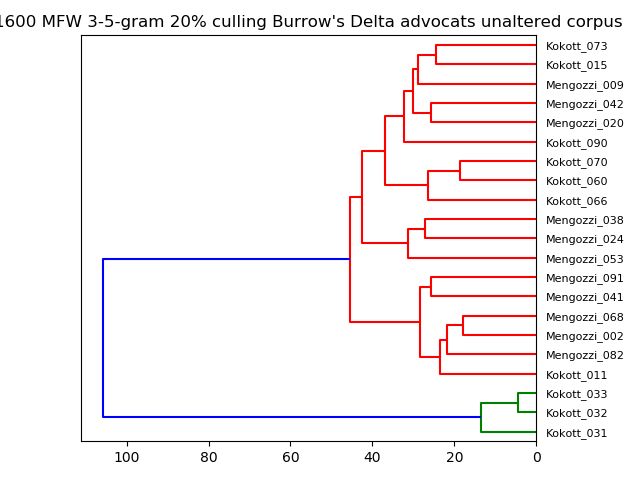 1600 MFW 3-5-gram 20% culling Burrow's Delta advocats unaltered corpus
Kokott_073
Kokott_015
Mengozzi_009
Mengozzi_042
Mengozzi_020
Kokott_090
Kokott_070
Kokott_060
Kokott_066
Mengozzi_038
Mengozzi_024
Mengozzi_053
Mengozzi_091
Mengozzi_041
Mengozzi_068
Mengozzi_002
Mengozzi_082
Kokott_011
Kokott_033
Kokott_032
Kokott_031
100 80 60 40 20 0